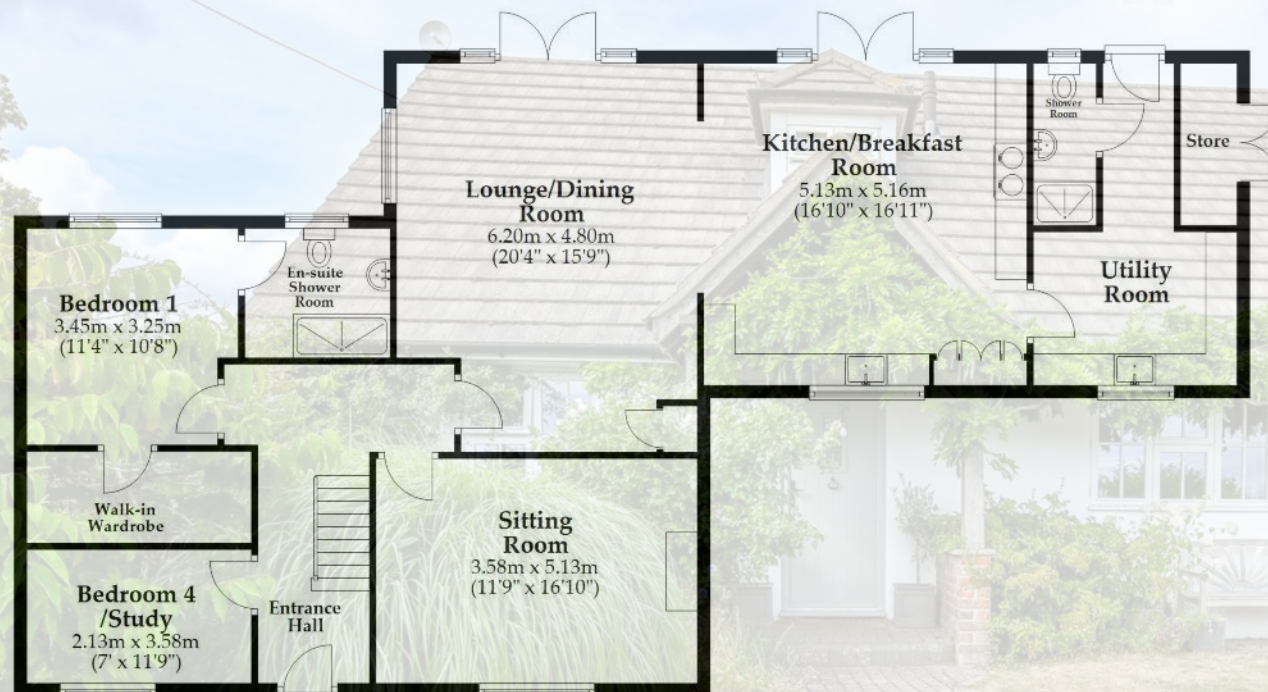 Lounge/Dining
Room
6.20m x 4.80m
(20'4" x 15'9")
Kitchen/Breakfast
Room
5.13m x 5.16m
(16'10" x 16'11")
Shower
Room
Store
Utility
Room
Bedroom 1
3.45m x 3.25m
(11'4" x 10'8")
En-suite
Shower
Room
Walk-in
Wardrobe
Bedroom 4
/Study
2.13m x 3.58m
(7' x 11'9")
Entrance
Hall
Sitting
Room
3.58m x 5.13m
(11'9" x 16'10")